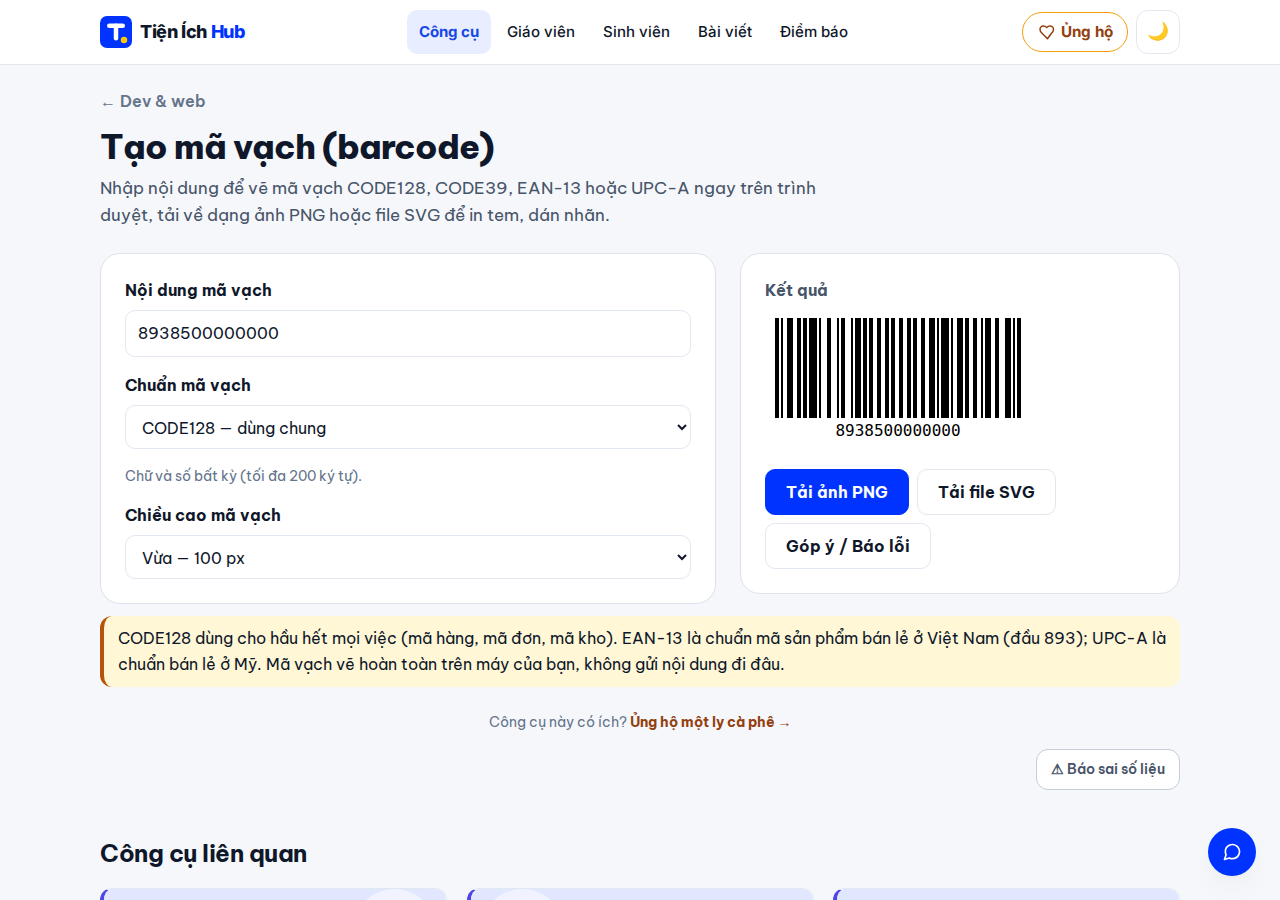 Tiện Ích Hub
Công cụ
Giáo viên
Sinh viên
Bài viết
Điểm báo
Ủng hộ
← Dev & web
Tạo mã vạch (barcode)
Nhập nội dung để vẽ mã vạch CODE128, CODE39, EAN-13 hoặc UPC-A ngay trên trình
duyệt, tải về dạng ảnh PNG hoặc file SVG để in tem, dán nhãn.
Nội dung mã vạch
8938500000000
Chuẩn mã vạch
CODE128 — dùng chung
Chữ và số bất kỳ (tối đa 200 ký tự).
Chiều cao mã vạch
Vừa — 100 px
Kết quả
8938500000000
Tải ảnh PNG
Tải file SVG
Góp ý / Báo lỗi
CODE128 dùng cho hầu hết mọi việc (mã hàng, mã đơn, mã kho). EAN-13 là chuẩn mã sản phẩm bán lẻ ở Việt Nam (đầu 893); UPC-A là
chuẩn bán lẻ ở Mỹ. Mã vạch vẽ hoàn toàn trên máy của bạn, không gửi nội dung đi đâu.
Công cụ này có ích? Ủng hộ một ly cà phê →
⚠ Báo sai số liệu
Công cụ liên quan